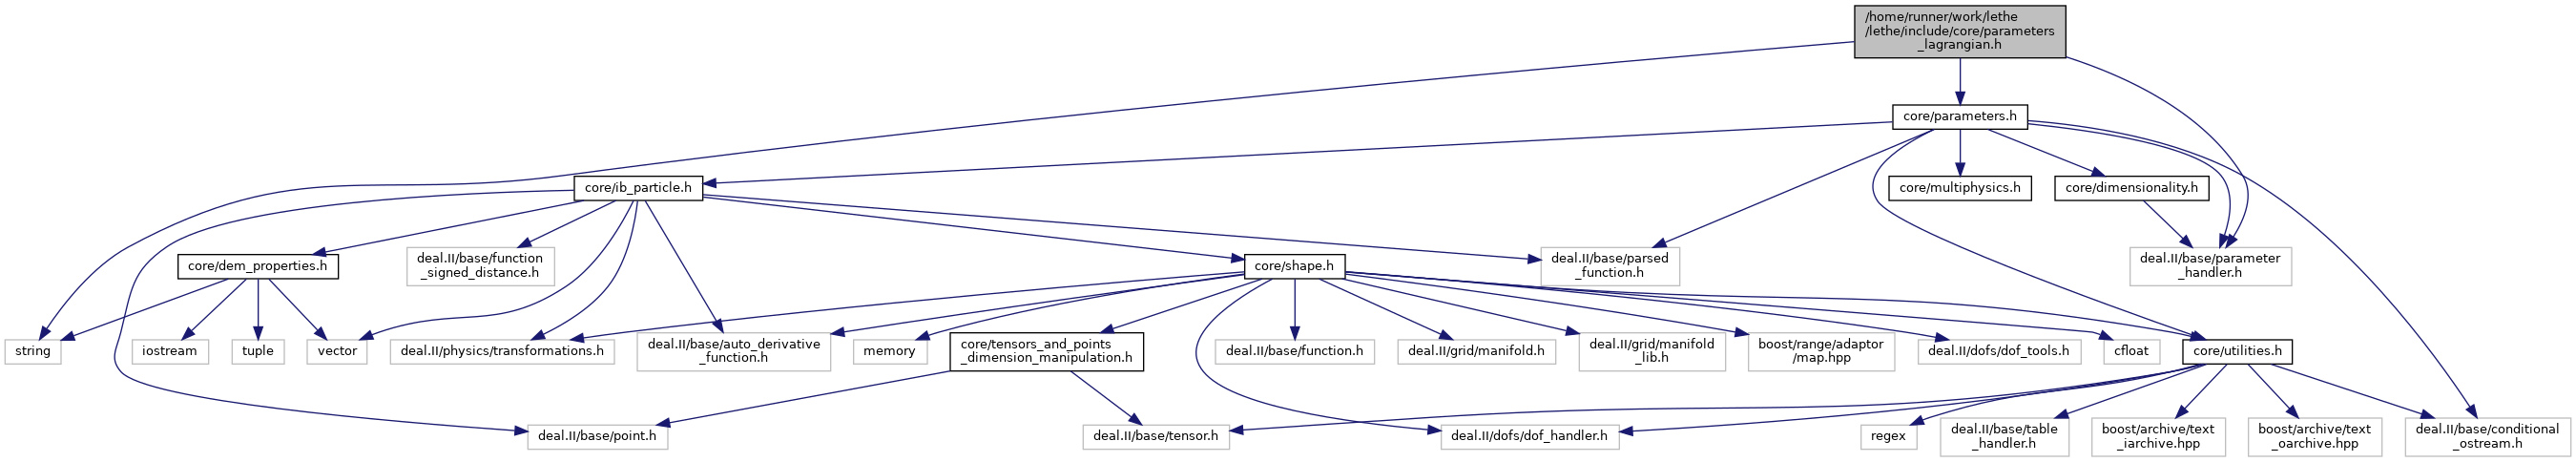 /home/runner/work/lethe
/lethe/include/core/parameters
_lagrangian.h
core/parameters.h
core/ib_particle.h
core/multiphysics.h
core/dimensionality.h
core/dem_properties.h
deal.II/base/function
_signed_distance.h
core/shape.h
deal.II/base/parsed
_function.h
deal.II/base/parameter
_handler.h
string
iostream
tuple
vector
deal.II/physics/transformations.h
deal.II/base/auto_derivative
_function.h
memory
core/tensors_and_points
_dimension_manipulation.h
deal.II/base/function.h
deal.II/grid/manifold.h
deal.II/grid/manifold
_lib.h
boost/range/adaptor
/map.hpp
deal.II/dofs/dof_tools.h
cfloat
core/utilities.h
deal.II/base/point.h
deal.II/base/tensor.h
deal.II/dofs/dof_handler.h
regex
deal.II/base/table
_handler.h
boost/archive/text
_iarchive.hpp
boost/archive/text
_oarchive.hpp
deal.II/base/conditional
_ostream.h